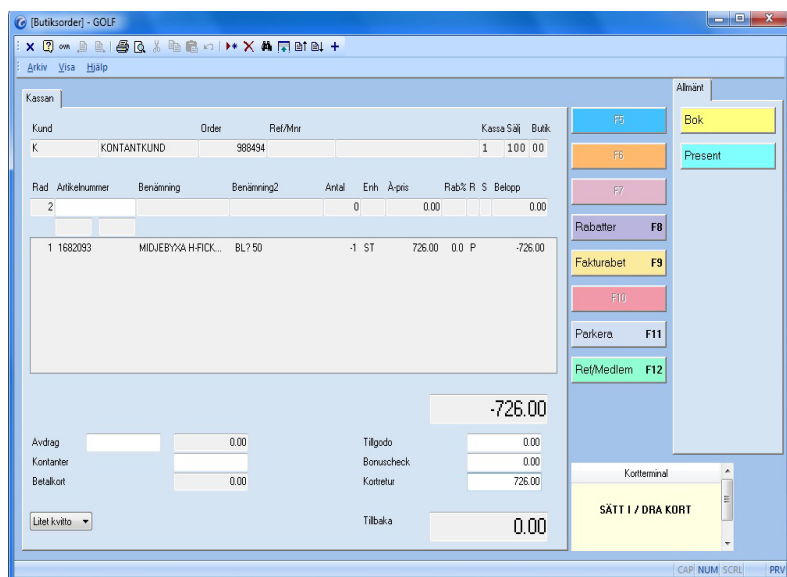 [Butiksorder] - GOLF
OVR
Arkiv Visa Hjälp
Kassan
Kund Order Ref/Mnr Kassa Sälj Butik
K KONTANTKUND 988494 1 100 00
Rad Artikelnummer Benämning Benämning2 Antal Enh À-pris Rab% R S Belopp
2 0 0.00 0.00
1 1682093 MIDJEBYXA H-FICK... BL? 50 -1 ST 726.00 0.0 P -726.00
-726.00
Avdrag 0.00 Tillgodo 0.00
Kontanter Bonuscheck 0.00
Betalkort 0.00 Kortretur 726.00
Litet kvitto Tillbaka 0.00
F5
F6
F7
Rabatter F8
Fakturabet F9
F10
Parkera F11
Ref/Medlem F12
Allmänt
Bok
Present
Kortterminal
SÄTT I / DRA KORT
CAP NUM SCRL PRV